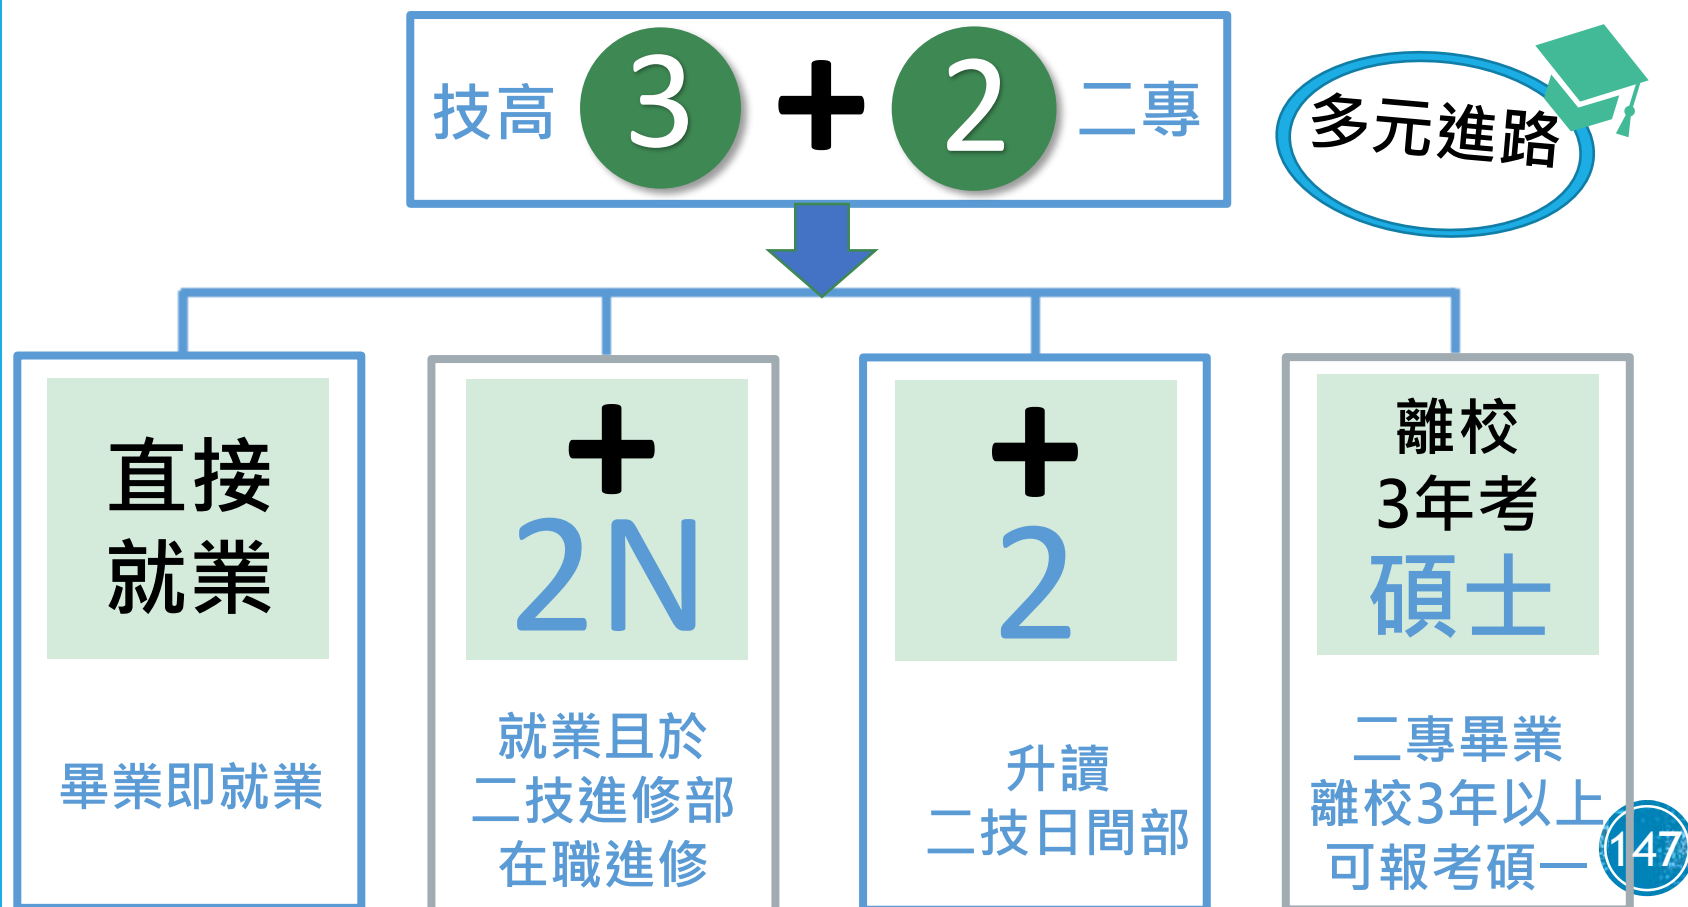 技高 3 + 2 二專
多元進路
直接
就業
畢業即就業
+
2N
就業且於
二技進修部
在職進修
+
2
升讀
二技日間部
離校
3年考
碩士
二專畢業
離校3年以上
可報考碩一
147